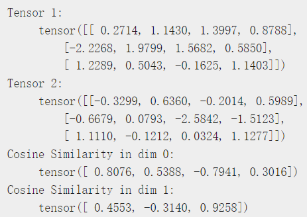 Tensor 1:
tensor([[ 0.2714, 1.1430, 1.3997, 0.8788],
[-2.2268, 1.9799, 1.5682, 0.5850],
[ 1.2289, 0.5043, -0.1625, 1.1403]])
Tensor 2:
tensor([[-0.3299, 0.6360, -0.2014, 0.5989],
[-0.6679, 0.0793, -2.5842, -1.5123],
[ 1.1110, -0.1212, 0.0324, 1.1277]])
Cosine Similarity in dim 0:
tensor([ 0.8076, 0.5388, -0.7941, 0.3016])
Cosine Similarity in dim 1:
tensor([ 0.4553, -0.3140, 0.9258])